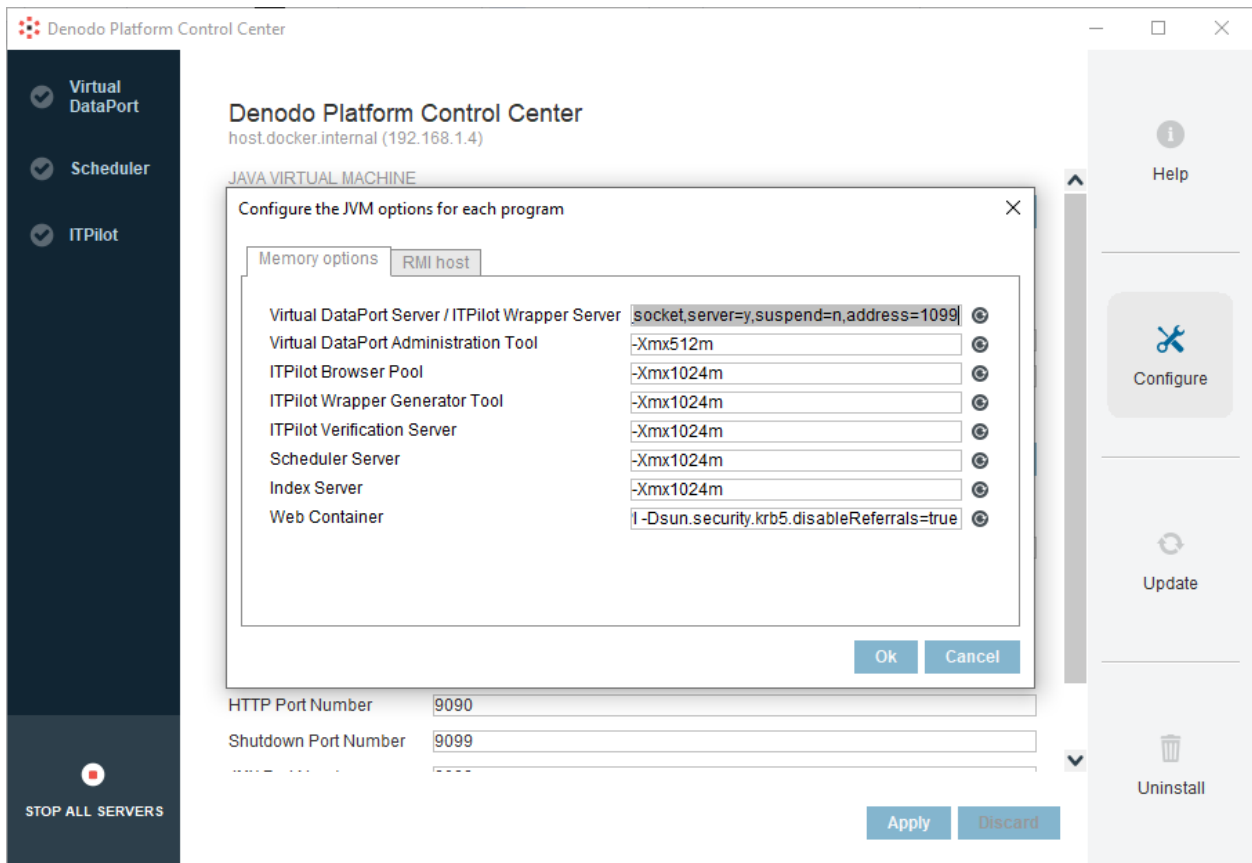 Denodo Platform Control Center
Virtual
DataPort
Scheduler
ITPilot
STOP ALL SERVERS
Denodo Platform Control Center
host.docker.internal (192.168.1.4)
JAVA VIRTUAL MACHINE
Configure the JVM options for each program
Memory options
RMI host
Virtual DataPort Server / ITPilot Wrapper Server _socket,server=y,suspend=n,address=1099
Virtual DataPort Administration Tool -Xmx512m
ITPilot Browser Pool -Xmx1024m
ITPilot Wrapper Generator Tool -Xmx1024m
ITPilot Verification Server -Xmx1024m
Scheduler Server -Xmx1024m
Index Server -Xmx1024m
Web Container -Dsun.security.krb5.disableReferrals=true
Ok
Cancel
HTTP Port Number 9090
Shutdown Port Number 9099
Apply
Discard
Help
Configure
Update
Uninstall